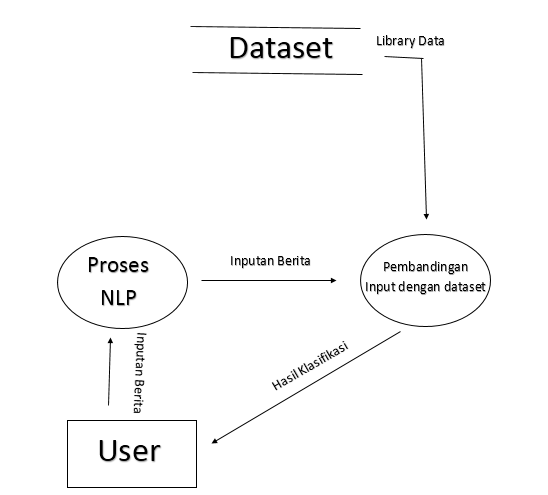 Dataset
Library Data
Proses
NLP
Inputan Berita
Pembandingan
Input dengan dataset
Inputan Berita
Hasil Klasifikasi
User